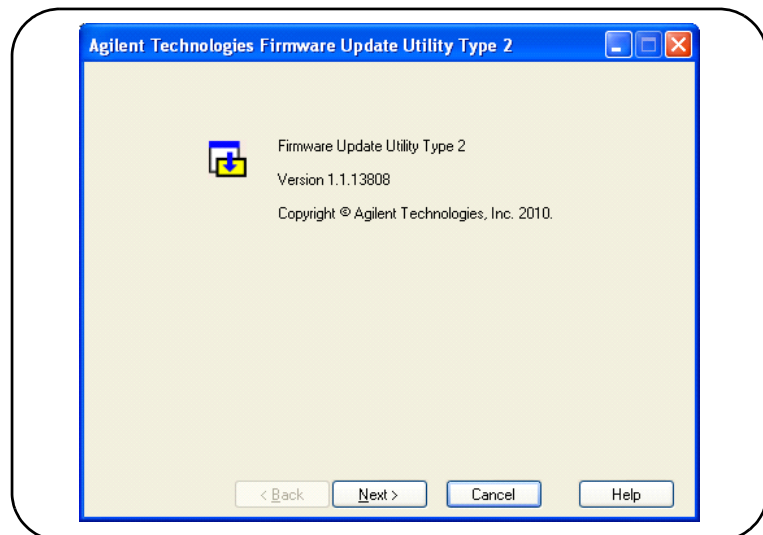 Agilent Technologies Firmware Update Utility Type 2
Firmware Update Utility Type 2
Version 1.1.13808
Copyright © Agilent Technologies, Inc. 2010.
< Back Next > Cancel Help